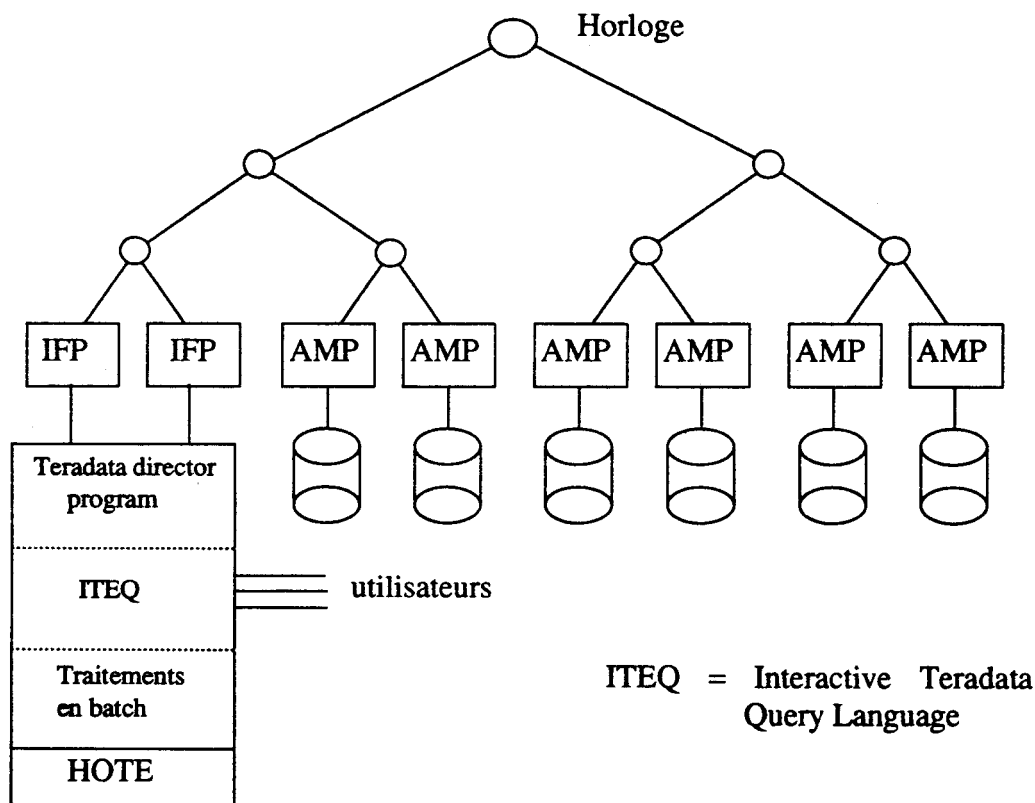 Horloge
IFP IFP AMP AMP AMP AMP AMP AMP
Teradata director
program
ITEQ
utilisateurs
Traitements
en batch
HOTE
ITEQ = Interactive Teradata
Query Language